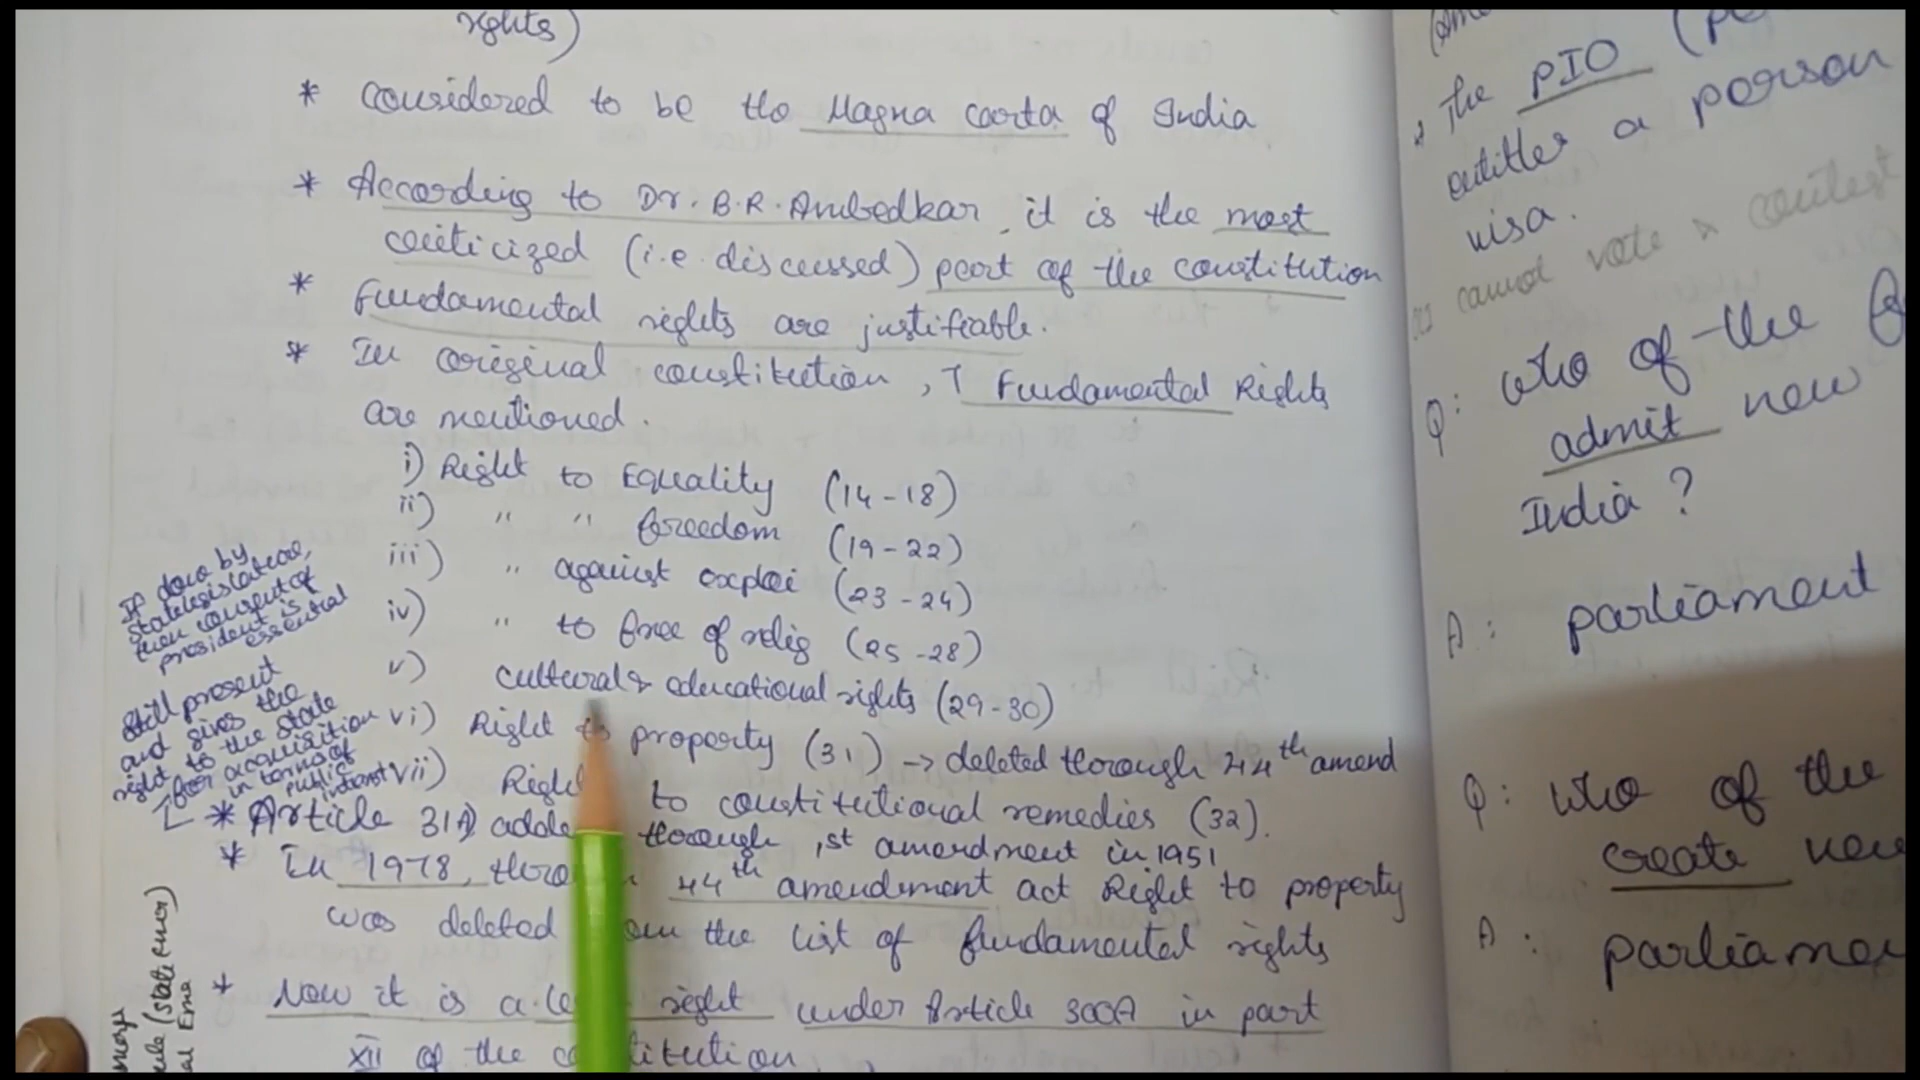 rights)
* Considered to be the Magna carta of India
* According to Dr. B.R. Ambedkar, it is the most
criticized (i.e. discussed) part of the constitution
* Fundamental rights are justifiable.
* In original constitution, 7 Fundamental Rights
are mentioned.
i) Right to Equality (14-18)
ii) " " freedom (19-22)
iii) " against exploi (23-24)
iv) " to free of relig (25-28)
v) cultural & educational rights (29-30)
vi) Right to property (31) → deleted through 44th amend
vii) Right to constitutional remedies (32).
* Article 31A added through 1st amendment in 1951
* In 1978, 44th amendment act Right to property
was deleted the list of fundamental rights
* Now it is a right under Article 300A in part
XII of the
If done by
state legislature,
then consent of
president is
essential
still present
and gives the
right to the state
for acquisition
in terms of
public
interest
The PIO
entitles a person
visa.
cannot vote & contest
Q: who of the
admit new
India?
A: parliament
Q: who of the
create new
A: